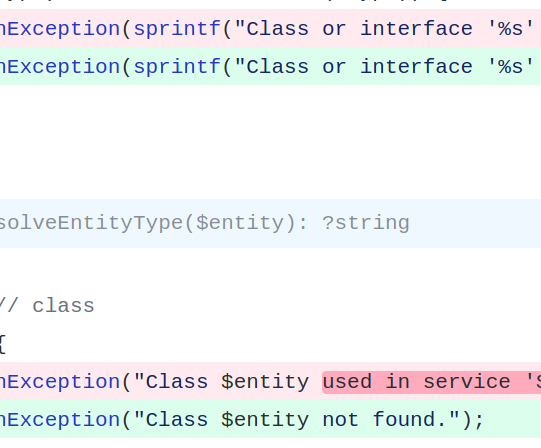 nException(sprintf("Class or interface '%s'
nException(sprintf("Class or interface '%s'
solveEntityType($entity): ?string
// class
{
nException("Class $entity used in service '$
nException("Class $entity not found.");